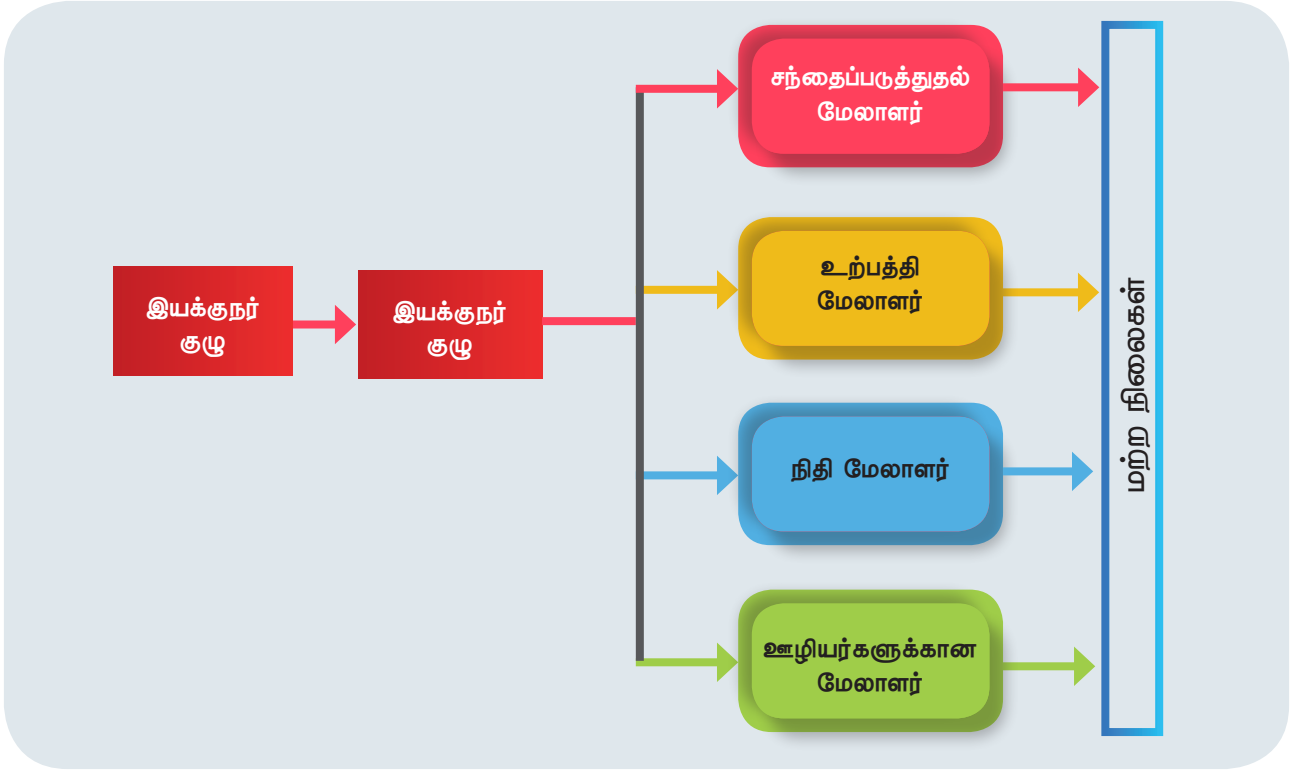 இயக்குநர்
குழு
இயக்குநர்
குழு
சந்தைப்படுத்துதல்
மேலாளர்
உற்பத்தி
மேலாளர்
நிதி மேலாளர்
ஊழியர்களுக்கான
மேலாளர்
மற்ற நிலைகள்